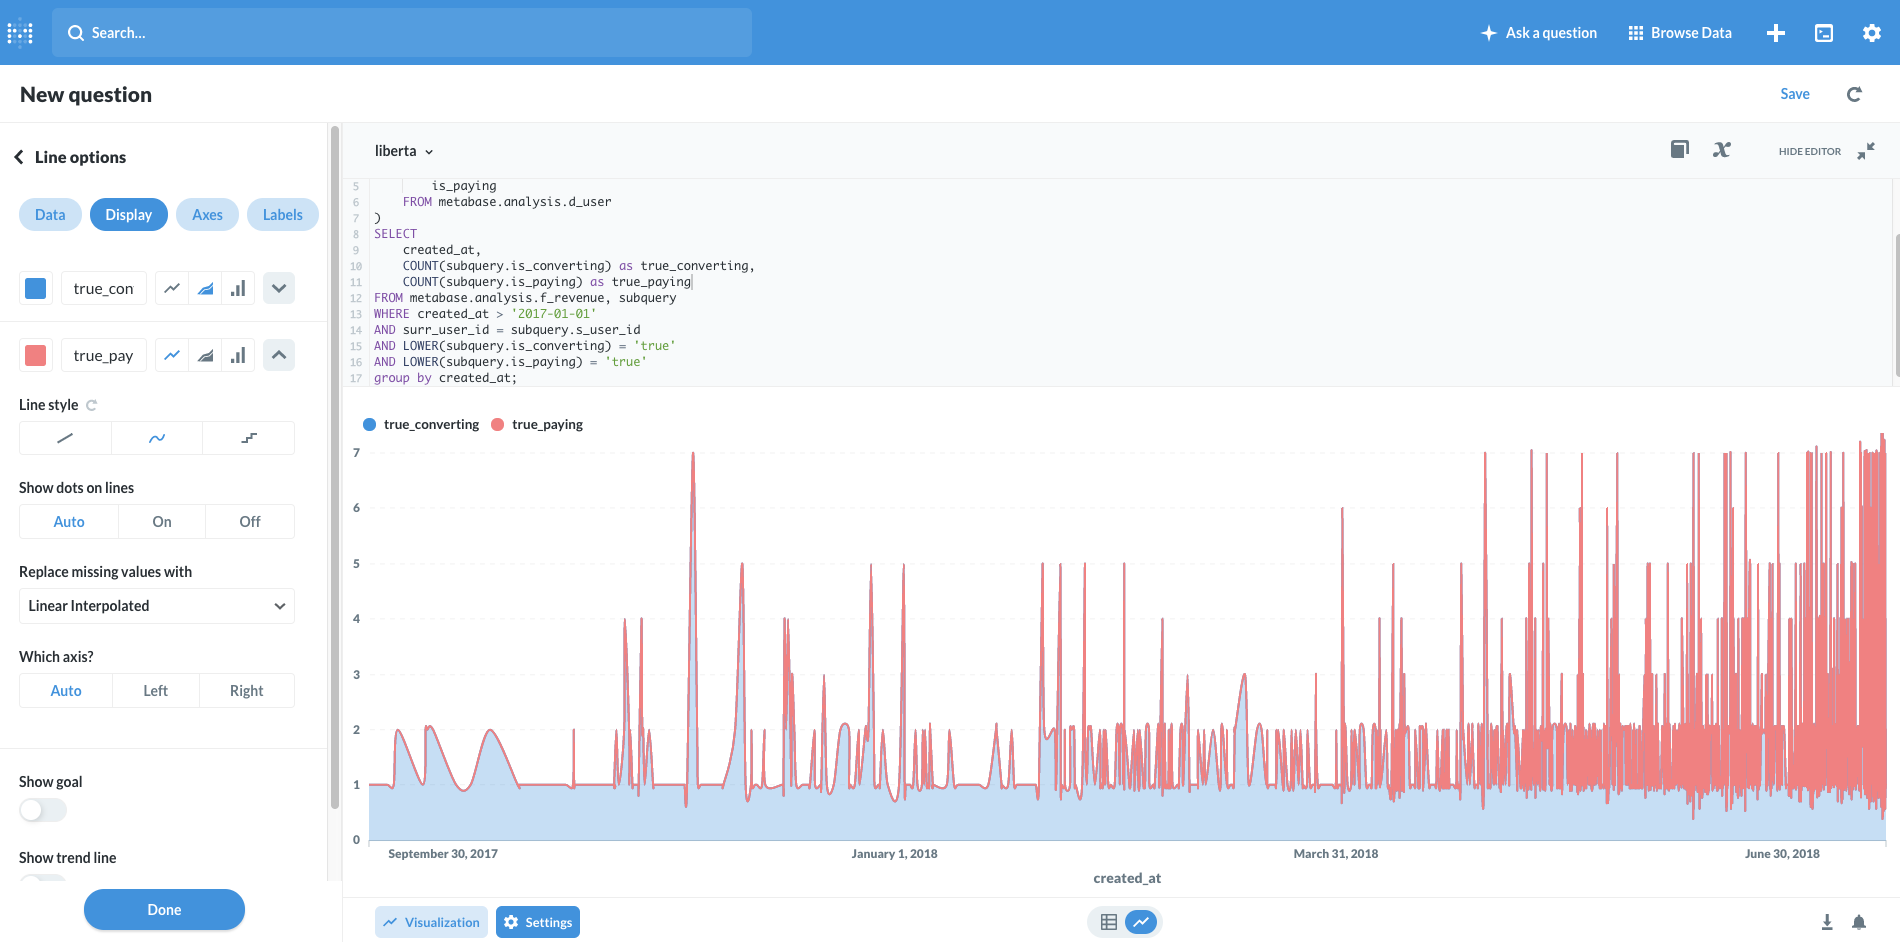 Search...
Ask a question
Browse Data
New question
Save
Line options
Data
Display
Axes
Labels
true_con
true_pay
Line style
Show dots on lines
Auto
On
Off
Replace missing values with
Linear Interpolated
Which axis?
Auto
Left
Right
Show goal
Show trend line
Done
liberta
HIDE EDITOR
5 is_paying
6 FROM metabase.analysis.d_user
7 )
8 SELECT
9 created_at,
10 COUNT(subquery.is_converting) as true_converting,
11 COUNT(subquery.is_paying) as true_paying
12 FROM metabase.analysis.f_revenue, subquery
13 WHERE created_at > '2017-01-01'
14 AND surr_user_id = subquery.s_user_id
15 AND LOWER(subquery.is_converting) = 'true'
16 AND LOWER(subquery.is_paying) = 'true'
17 group by created_at;
true_converting
true_paying
7
6
5
4
3
2
1
0
September 30, 2017
January 1, 2018
March 31, 2018
June 30, 2018
created_at
Visualization
Settings